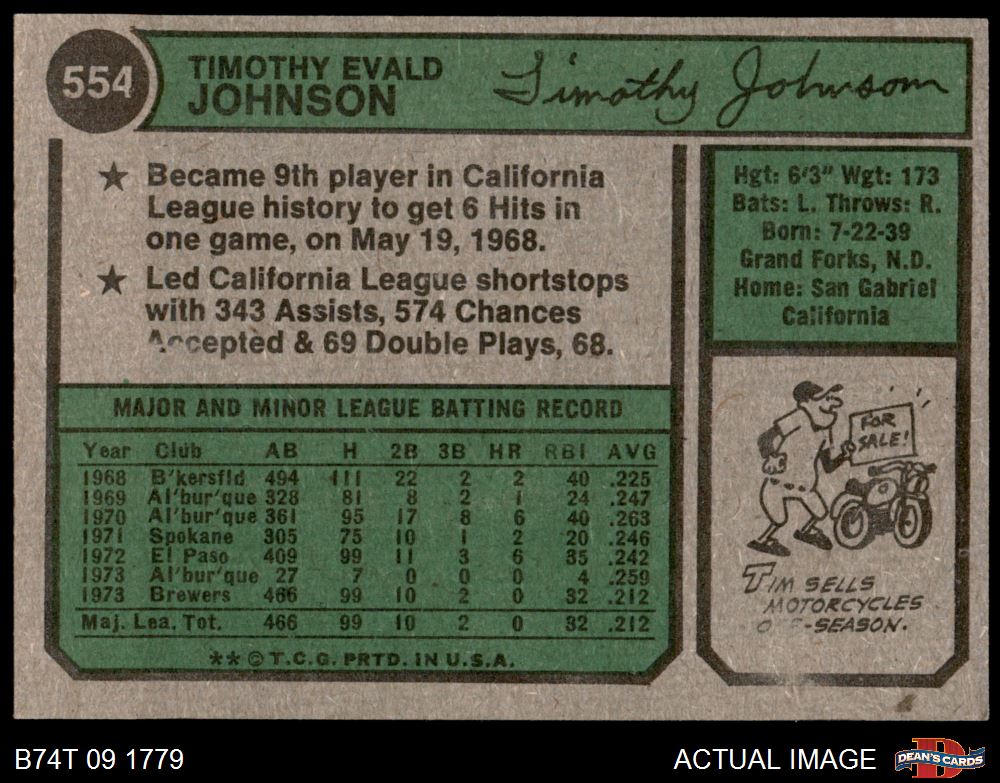 554
TIMOTHY EVALD
JOHNSON
Timothy Johnson
★ Became 9th player in California
League history to get 6 Hits in
one game, on May 19, 1968.
★ Led California League shortstops
with 343 Assists, 574 Chances
Accepted & 69 Double Plays, 68.
Hgt: 6'3" Wgt: 173
Bats: L. Throws: R.
Born: 7-22-39
Grand Forks, N.D.
Home: San Gabriel
California
MAJOR AND MINOR LEAGUE BATTING RECORD
Year Club AB H 2B 3B HR RBI AVG
1968 B'kersfld 494 111 22 2 2 40 .225
1969 Al'bur'que 328 81 8 2 1 24 .247
1970 Al'bur'que 361 95 17 8 6 40 .263
1971 Spokane 305 75 10 1 2 20 .246
1972 El Paso 409 99 11 3 6 35 .242
1973 Al'bur'que 27 7 0 0 0 4 .259
1973 Brewers 466 99 10 2 0 32 .212
Maj. Lea. Tot. 466 99 10 2 0 32 .212
** © T.C.G. PRTD. IN U.S.A.
FOR
SALE!
TIM SELLS
MOTORCYCLES
-SEASON.
B74T 09 1779
ACTUAL IMAGE
D
DEAN'S CARDS